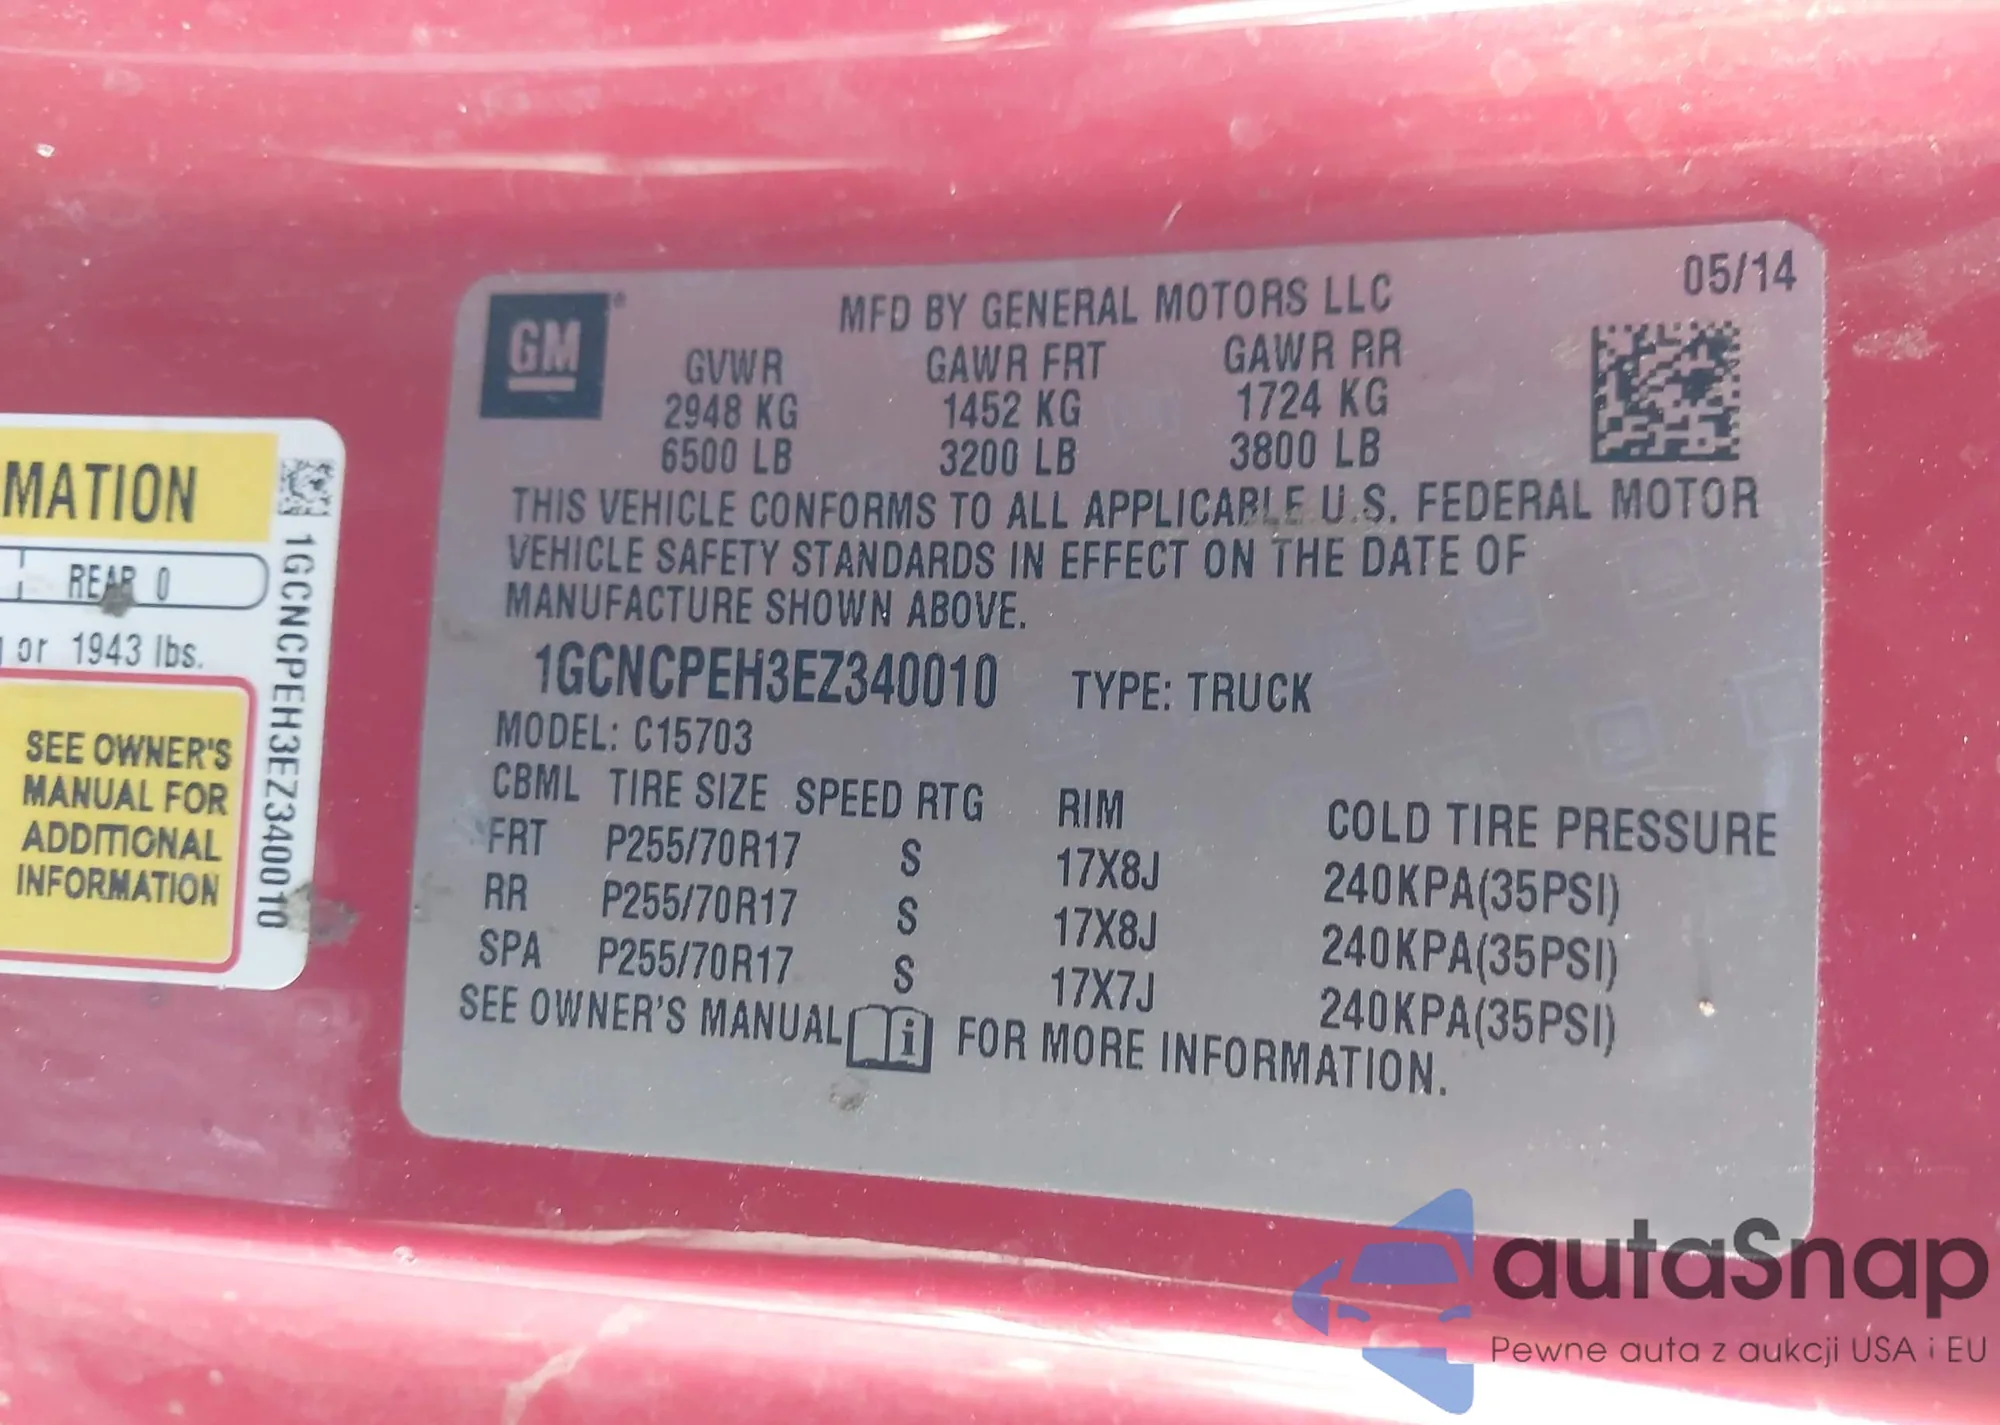 MATION
REAR 0
or 1943 lbs.
SEE OWNER'S
MANUAL FOR
ADDITIONAL
INFORMATION
1GCNCPEH3EZ340010
GM®
MFD BY GENERAL MOTORS LLC
05/14
GVWR GAWR FRT GAWR RR
2948 KG 1452 KG 1724 KG
6500 LB 3200 LB 3800 LB
THIS VEHICLE CONFORMS TO ALL APPLICABLE U.S. FEDERAL MOTOR
VEHICLE SAFETY STANDARDS IN EFFECT ON THE DATE OF
MANUFACTURE SHOWN ABOVE.
1GCNCPEH3EZ340010 TYPE: TRUCK
MODEL: C15703
CBML TIRE SIZE SPEED RTG RIM COLD TIRE PRESSURE
FRT P255/70R17 S 17X8J 240KPA(35PSI)
RR P255/70R17 S 17X8J 240KPA(35PSI)
SPA P255/70R17 S 17X7J 240KPA(35PSI)
SEE OWNER'S MANUAL i FOR MORE INFORMATION.
autaSnap
Pewne auta z aukcji USA i EU